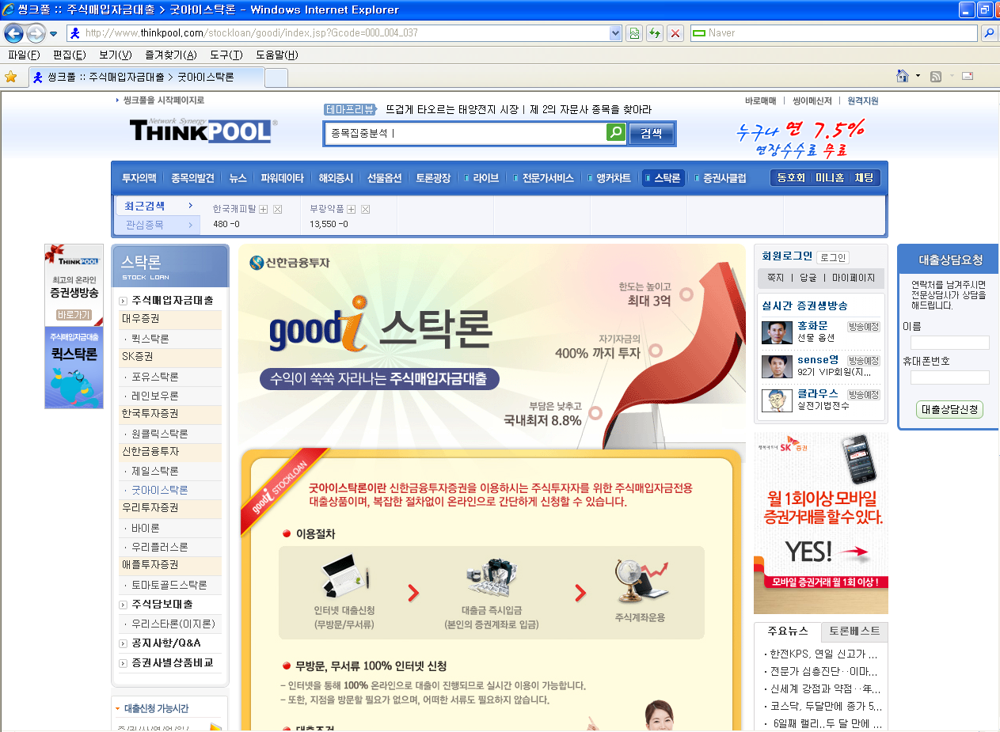 씽크풀 :: 주식매입자금대출 > 굿아이스탁론 - Windows Internet Explorer
http://www.thinkpool.com/stockloan/goodi/index.jsp?Gcode=000_004_037
Naver
파일(F) 편집(E) 보기(V) 즐겨찾기(A) 도구(T) 도움말(H)
씽크풀 :: 주식매입자금대출 > 굿아이스탁론
씽크풀을 시작페이지로
바로매매 | 씽이메신저 | 원격지원
테마프리뷰 뜨겁게 타오르는 태양전지 시장 | 제 2의 자문사 종목을 찾아라
Network Synergy
THINKPOOL
종목집중분석 |
검색
누구나 연 7.5%
연장수수료 무료
투자의맥 종목의발견 뉴스 파워데이타 해외증시 선물옵션 토론광장 라이브 전문가서비스 앵커차트 스탁론 증권사클럽 동호회 미니홈 채팅
최근검색
관심종목
한국캐피탈
480 -0
부광약품
13,550 -0
THINKPOOL
최고의 온라인
증권생방송
바로가기
주식매입자금대출
퀵스탁론
스탁론
STOCK LOAN
주식매입자금대출
대우증권
· 퀵스탁론
SK증권
· 포유스탁론
· 레인보우론
한국투자증권
· 원클릭스탁론
신한금융투자
· 제일스탁론
· 굿아이스탁론
우리투자증권
· 바이론
· 우리플러스론
애플투자증권
· 토마토골드스탁론
주식담보대출
· 우리스타론(이지론)
공지사항/Q&A
증권사별상품비교
대출신청 가능시간
신한금융투자
goodi 스탁론
수익이 쑥쑥 자라나는 주식매입자금대출
한도는 높이고
최대 3억
자기자금의
400% 까지 투자
부담은 낮추고
국내최저 8.8%
goodi STOCKLOAN
굿아이스탁론이란 신한금융투자증권을 이용하시는 주식투자자를 위한 주식매입자금전용
대출상품이며, 복잡한 절차없이 온라인으로 간단하게 신청할 수 있습니다.
이용절차
인터넷 대출신청
(무방문/무서류)
대출금 즉시입금
(본인의 증권계좌로 입금)
주식계좌운용
무방문, 무서류 100% 인터넷 신청
- 인터넷을 통해 100% 온라인으로 대출이 진행되므로 실시간 이용이 가능합니다.
- 또한, 지점을 방문할 필요가 없으며, 어떠한 서류도 필요하지 않습니다.
대출조건
회원로그인 로그인
쪽지 | 답글 | 마이페이지
실시간 증권생방송
홍화문 방송예정
선물 옵션
sense영 방송예정
92기 VIP회원(지...
클라우스 방송예정
실전기법전수
행복파트너 SK 증권
월 1회이상 모바일
증권거래를 할 수 있다.
YES!
모바일 증권거래 월 1회 이상 !
주요뉴스 토론베스트
· 한전KPS, 연일 신고가 ...
· 전문가 심층진단‥이마...
· 신세계 강점과 약점‥年...
· 코스닥, 두달만에 종가 5...
· 6일째 랠리..두 달 만에 ...
대출상담요청
연락처를 남겨주시면
전문상담사가 상담을
해드립니다.
이름
휴대폰번호
대출상담신청